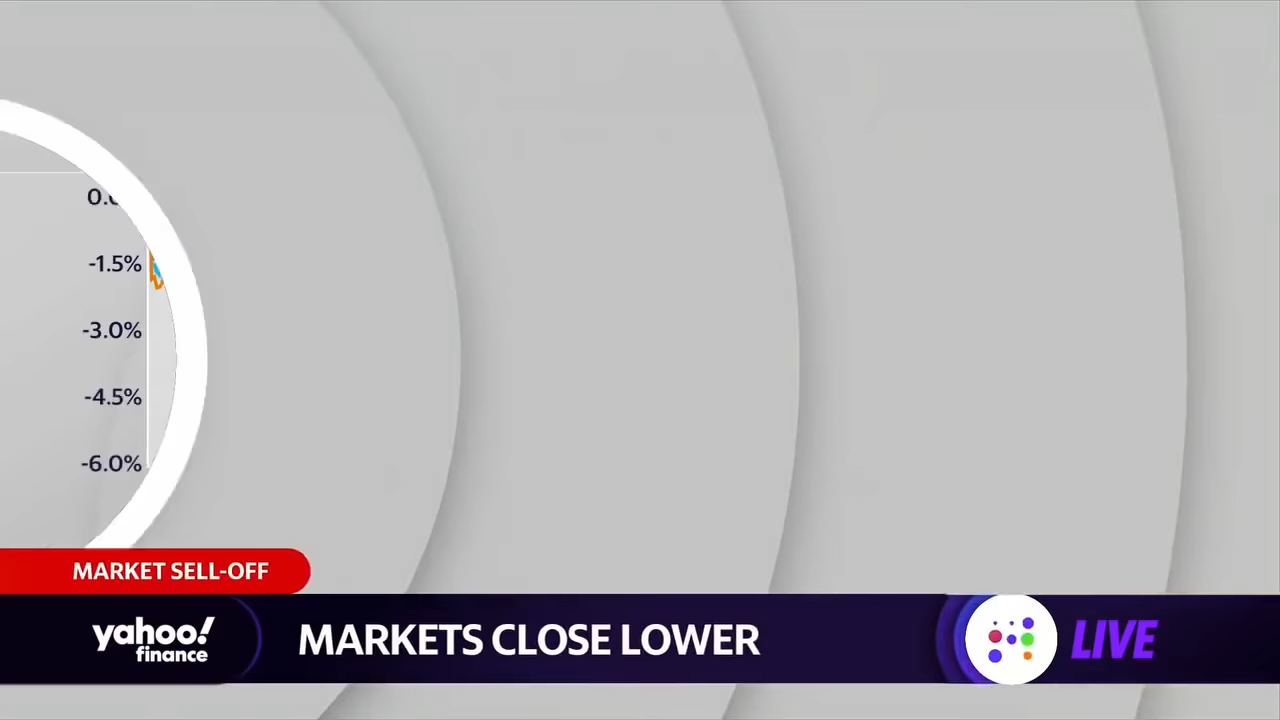 -1.5%
-3.0%
-4.5%
-6.0%
MARKET SELL-OFF
yahoo!
finance
MARKETS CLOSE LOWER
LIVE